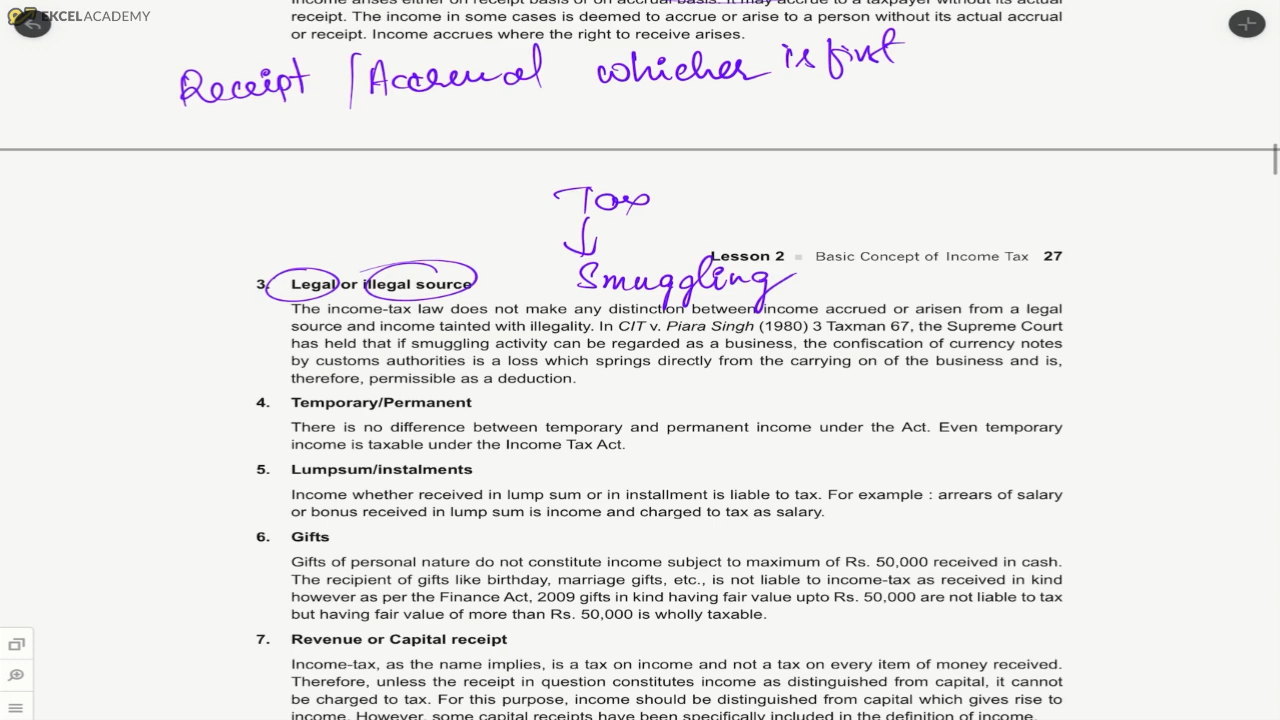 EKCELACADEMY
Income arises either on receipt basis or on accrual basis. It may accrue to a taxpayer without its actual
receipt. The income in some cases is deemed to accrue or arise to a person without its actual accrual
or receipt. Income accrues where the right to receive arises.
Receipt / Accrual whicher is first
Tax
Lesson 2 Basic Concept of Income Tax 27
3. Legal or illegal source
Smuggling
The income-tax law does not make any distinction between income accrued or arisen from a legal
source and income tainted with illegality. In CIT v. Piara Singh (1980) 3 Taxman 67, the Supreme Court
has held that if smuggling activity can be regarded as a business, the confiscation of currency notes
by customs authorities is a loss which springs directly from the carrying on of the business and is,
therefore, permissible as a deduction.
4. Temporary/Permanent
There is no difference between temporary and permanent income under the Act. Even temporary
income is taxable under the Income Tax Act.
5. Lumpsum/instalments
Income whether received in lump sum or in installment is liable to tax. For example : arrears of salary
or bonus received in lump sum is income and charged to tax as salary.
6. Gifts
Gifts of personal nature do not constitute income subject to maximum of Rs. 50,000 received in cash.
The recipient of gifts like birthday, marriage gifts, etc., is not liable to income-tax as received in kind
however as per the Finance Act, 2009 gifts in kind having fair value upto Rs. 50,000 are not liable to tax
but having fair value of more than Rs. 50,000 is wholly taxable.
7. Revenue or Capital receipt
Income-tax, as the name implies, is a tax on income and not a tax on every item of money received.
Therefore, unless the receipt in question constitutes income as distinguished from capital, it cannot
be charged to tax. For this purpose, income should be distinguished from capital which gives rise to
income. However, some capital receipts have been specifically included in the definition of income.